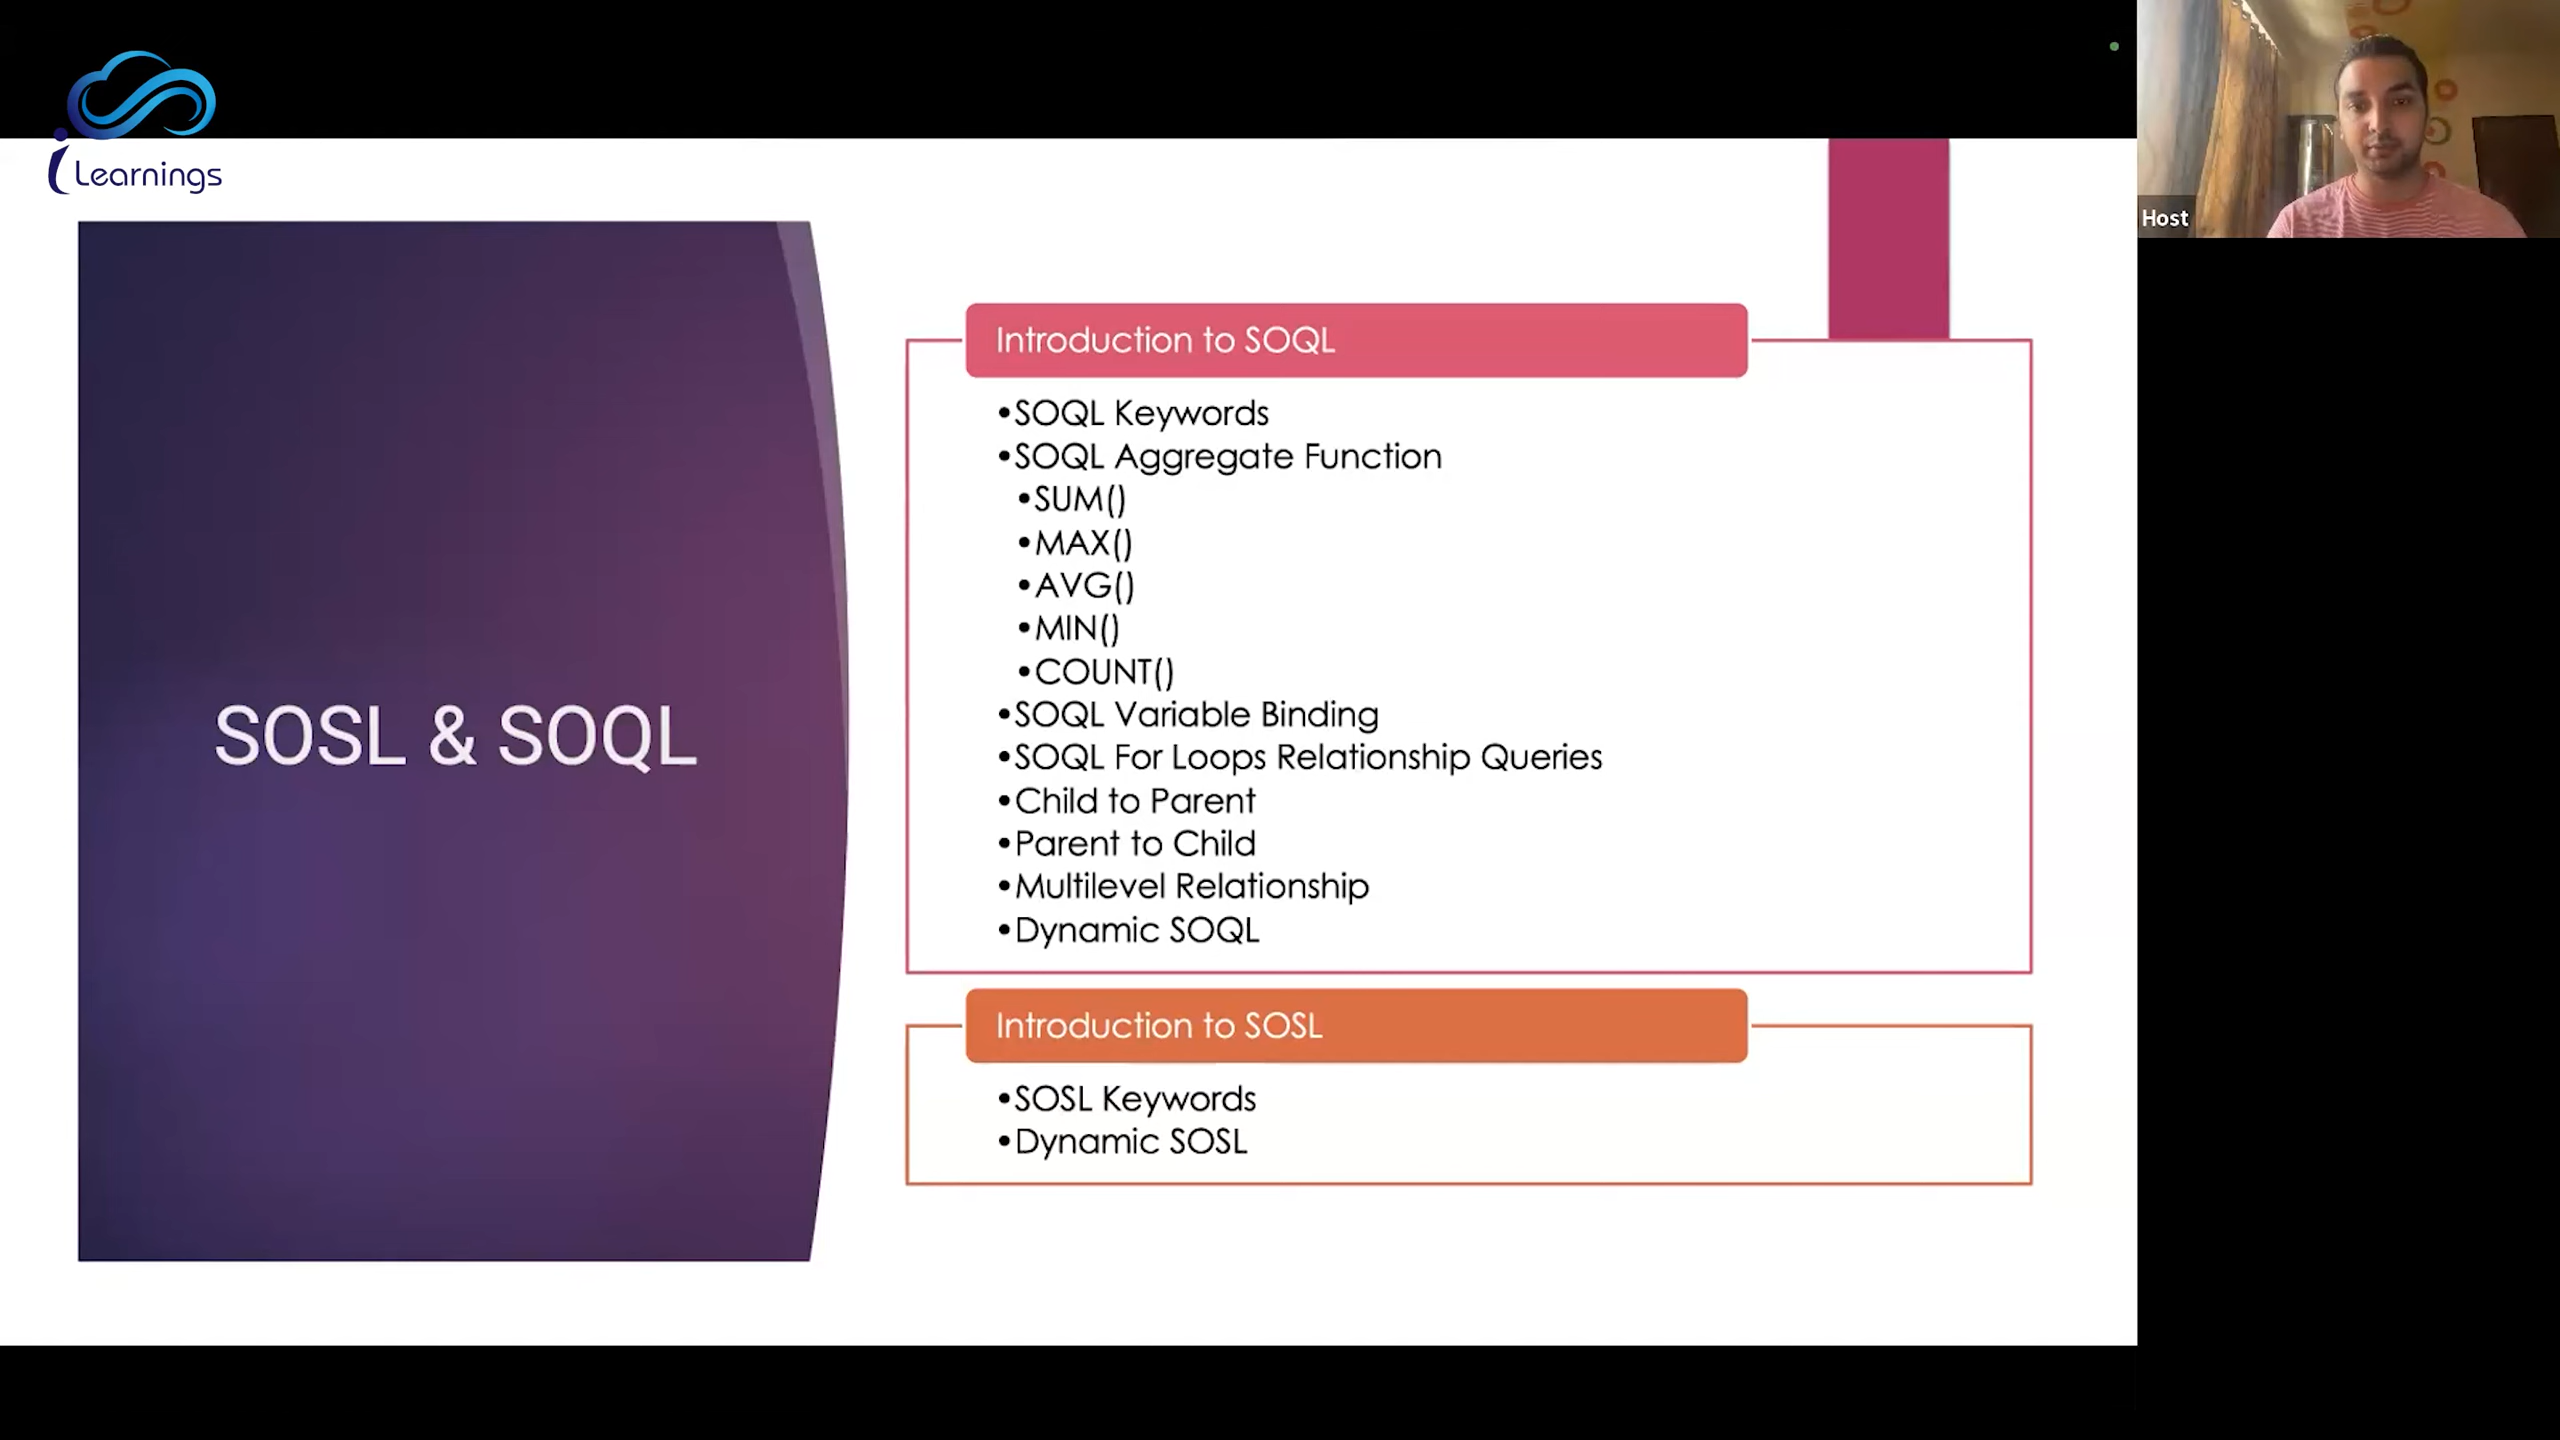 i Learnings
Host
SOSL & SOQL
Introduction to SOQL
•SOQL Keywords
•SOQL Aggregate Function
•SUM()
•MAX()
•AVG()
•MIN()
•COUNT()
•SOQL Variable Binding
•SOQL For Loops Relationship Queries
•Child to Parent
•Parent to Child
•Multilevel Relationship
•Dynamic SOQL
Introduction to SOSL
•SOSL Keywords
•Dynamic SOSL